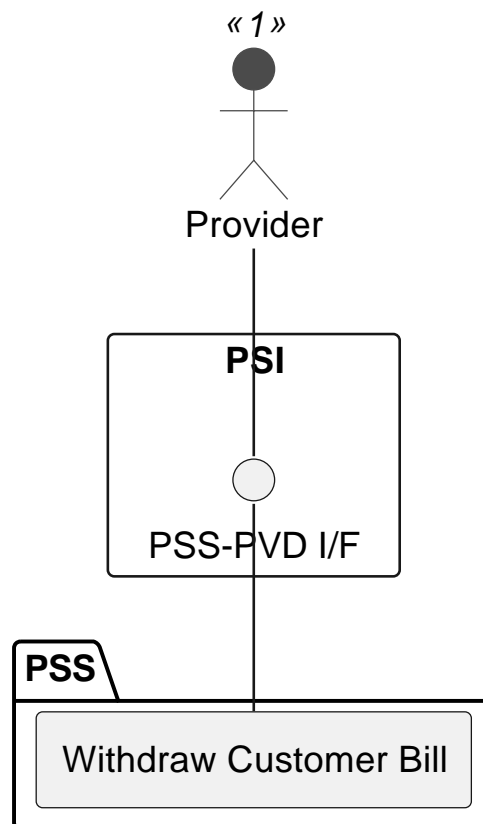 «1»
Provider
PSI
PSS-PVD I/F
PSS
Withdraw Customer Bill